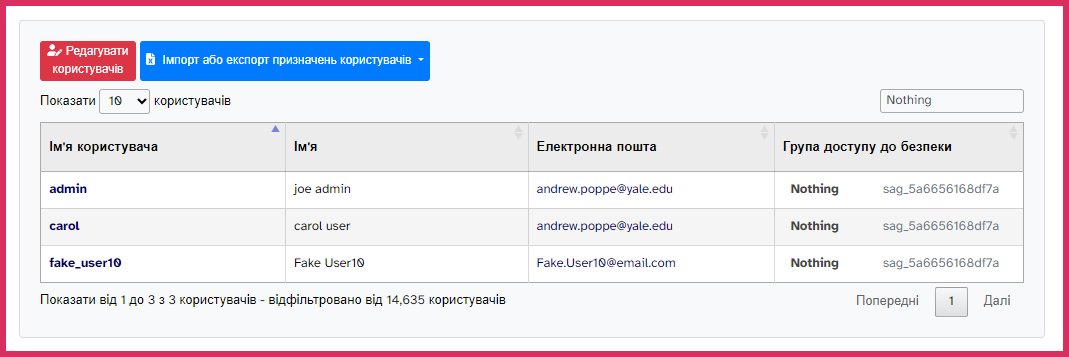 Редагувати
користувачів
Імпорт або експорт призначень користувачів
Показати 10 користувачів
Nothing
Ім'я користувача Ім'я Електронна пошта Група доступу до безпеки
admin joe admin andrew.poppe@yale.edu Nothing sag_5a6656168df7a
carol carol user andrew.poppe@yale.edu Nothing sag_5a6656168df7a
fake_user10 Fake User10 Fake.User10@email.com Nothing sag_5a6656168df7a
Показати від 1 до 3 з 3 користувачів - відфільтровано від 14,635 користувачів
Попередні 1 Далі